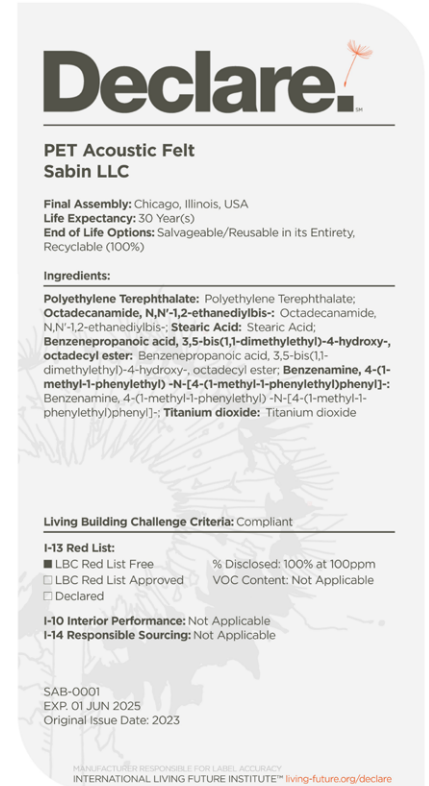 Declare.
SM
PET Acoustic Felt
Sabin LLC
Final Assembly: Chicago, Illinois, USA
Life Expectancy: 30 Year(s)
End of Life Options: Salvageable/Reusable in its Entirety,
Recyclable (100%)
Ingredients:
Polyethylene Terephthalate: Polyethylene Terephthalate;
Octadecanamide, N,N'-1,2-ethanediylbis-: Octadecanamide,
N,N'-1,2-ethanediylbis-; Stearic Acid: Stearic Acid;
Benzenepropanoic acid, 3,5-bis(1,1-dimethylethyl)-4-hydroxy-,
octadecyl ester: Benzenepropanoic acid, 3,5-bis(1,1-
dimethylethyl)-4-hydroxy-, octadecyl ester; Benzenamine, 4-(1-
methyl-1-phenylethyl) -N-[4-(1-methyl-1-phenylethyl)phenyl]-:
Benzenamine, 4-(1-methyl-1-phenylethyl) -N-[4-(1-methyl-1-
phenylethyl)phenyl]-; Titanium dioxide: Titanium dioxide
Living Building Challenge Criteria: Compliant
I-13 Red List:
LBC Red List Free % Disclosed: 100% at 100ppm
LBC Red List Approved VOC Content: Not Applicable
Declared
I-10 Interior Performance: Not Applicable
I-14 Responsible Sourcing: Not Applicable
SAB-0001
EXP. 01 JUN 2025
Original Issue Date: 2023
MANUFACTURER RESPONSIBLE FOR LABEL ACCURACY
INTERNATIONAL LIVING FUTURE INSTITUTE™ living-future.org/declare